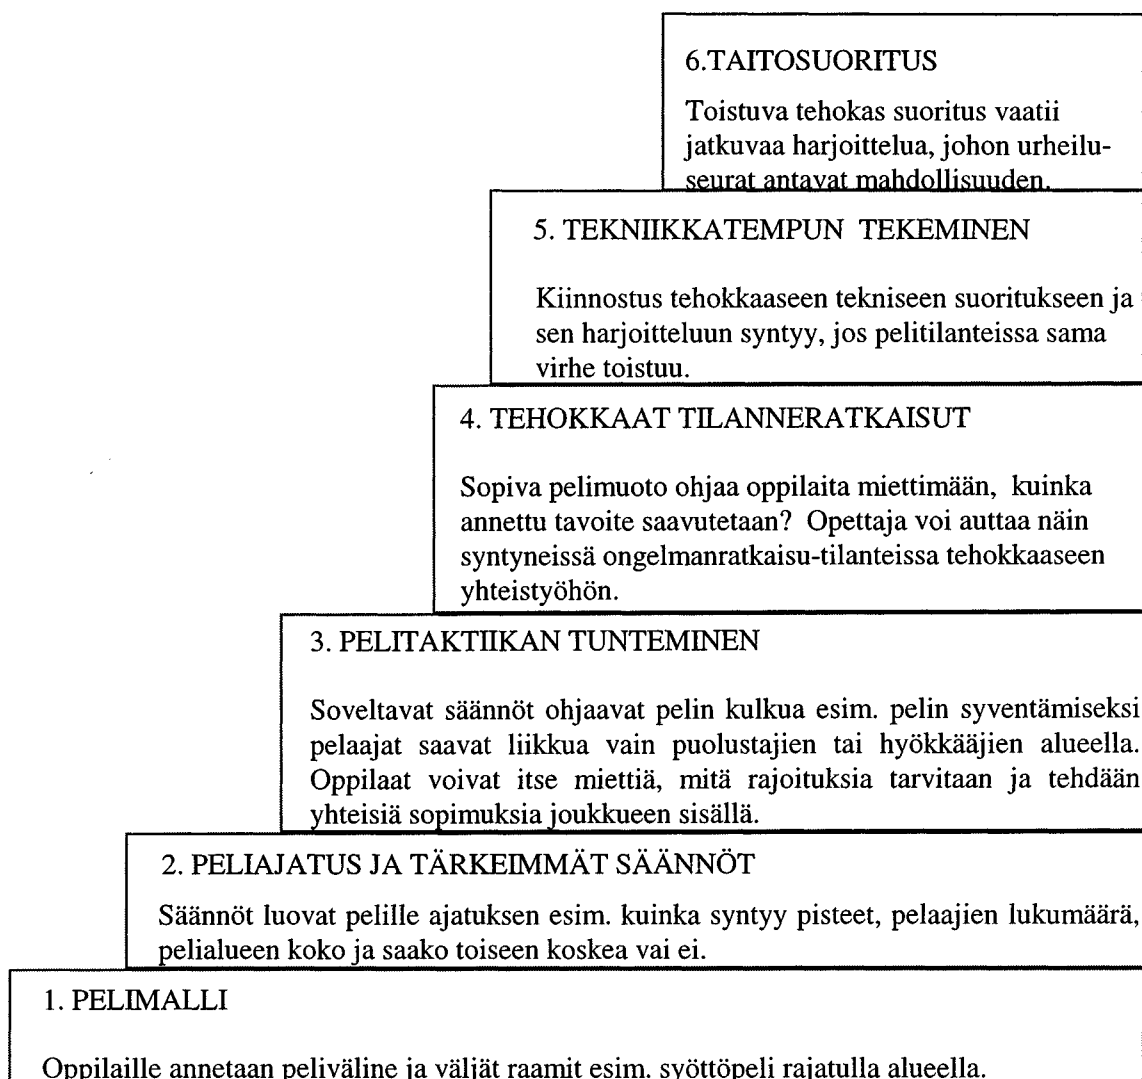 6.TAITOSUORITUS
Toistuva tehokas suoritus vaatii
jatkuvaa harjoittelua, johon urheilu-
seurat antavat mahdollisuuden.
5. TEKNIIKKATEMPUN TEKEMINEN
Kiinnostus tehokkaaseen tekniseen suoritukseen ja
sen harjoitteluun syntyy, jos pelitilanteissa sama
virhe toistuu.
4. TEHOKKAAT TILANNERATKAISUT
Sopiva pelimuoto ohjaa oppilaita miettimään, kuinka
annettu tavoite saavutetaan? Opettaja voi auttaa näin
syntyneissä ongelmanratkaisu-tilanteissa tehokkaaseen
yhteistyöhön.
3. PELITAKTIIKAN TUNTEMINEN
Soveltavat säännöt ohjaavat pelin kulkua esim. pelin syventämiseksi
pelaajat saavat liikkua vain puolustajien tai hyökkääjien alueella.
Oppilaat voivat itse miettiä, mitä rajoituksia tarvitaan ja tehdään
yhteisiä sopimuksia joukkueen sisällä.
2. PELIAJATUS JA TÄRKEIMMÄT SÄÄNNÖT
Säännöt luovat pelille ajatuksen esim. kuinka syntyy pisteet, pelaajien lukumäärä,
pelialueen koko ja saako toiseen koskea vai ei.
1. PELIMALLI
Oppilaille annetaan peliväline ja väljät raamit esim. syöttöpeli rajatulla alueella.